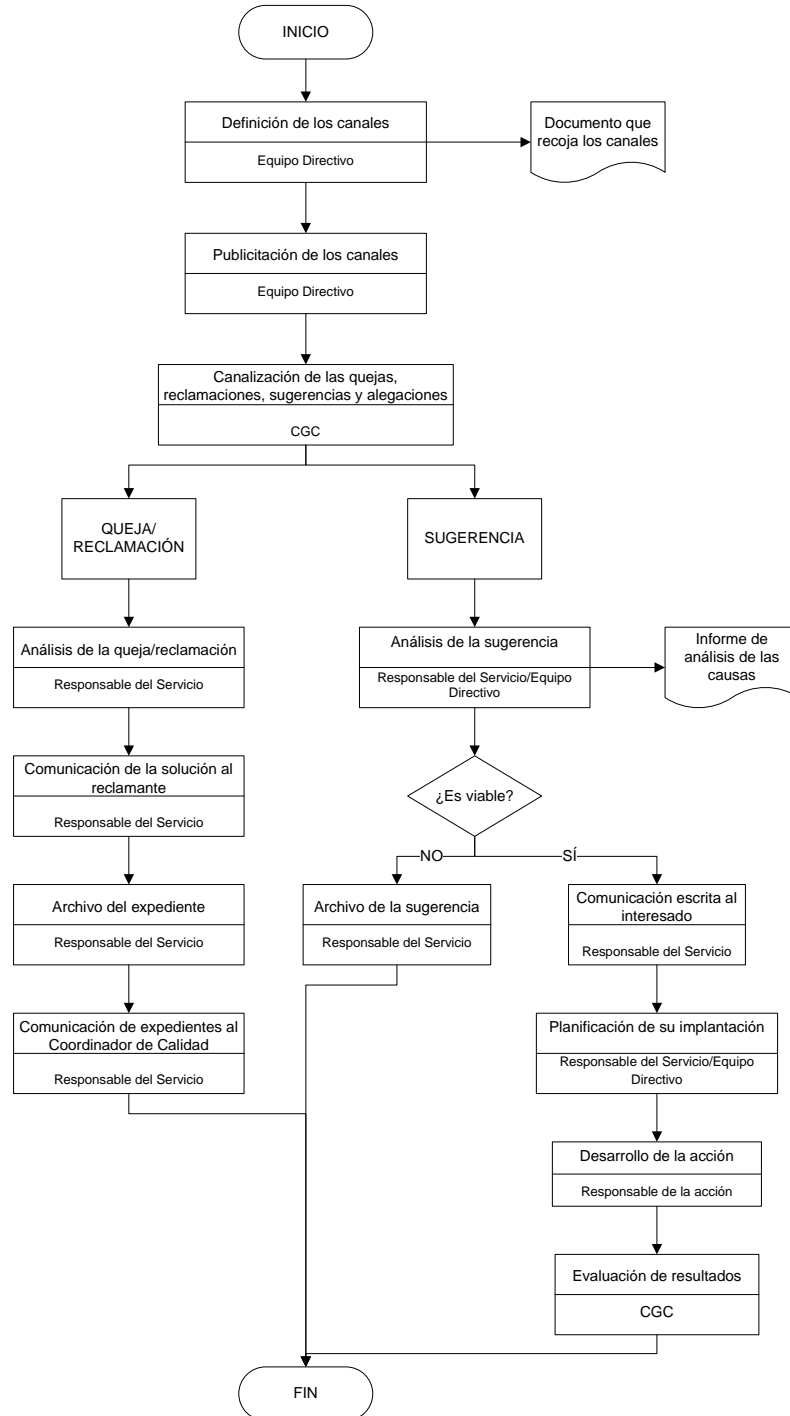 INICIO
Definición de los canales
Equipo Directivo
Documento que
recoja los canales
Publicitación de los canales
Equipo Directivo
Canalización de las quejas,
reclamaciones, sugerencias y alegaciones
CGC
QUEJA/
RECLAMACIÓN
SUGERENCIA
Análisis de la queja/reclamación
Responsable del Servicio
Análisis de la sugerencia
Responsable del Servicio/Equipo
Directivo
Informe de
análisis de las
causas
Comunicación de la solución al
reclamante
Responsable del Servicio
¿Es viable?
NO
SÍ
Archivo del expediente
Responsable del Servicio
Archivo de la sugerencia
Responsable del Servicio
Comunicación escrita al
interesado
Responsable del Servicio
Comunicación de expedientes al
Coordinador de Calidad
Responsable del Servicio
Planificación de su implantación
Responsable del Servicio/Equipo
Directivo
Desarrollo de la acción
Responsable de la acción
Evaluación de resultados
CGC
FIN